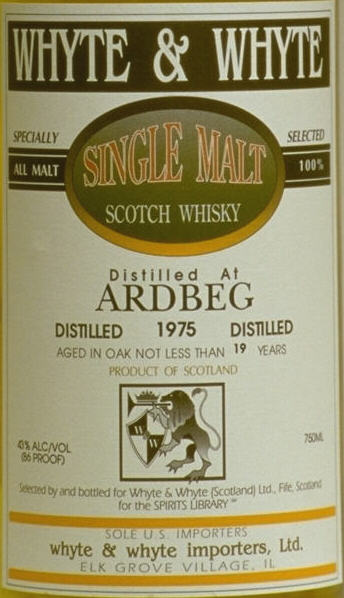 WHYTE & WHYTE
SPECIALLY SELECTED
ALL MALT 100%
SINGLE MALT
SCOTCH WHISKY
Distilled At
ARDBEG
DISTILLED 1975 DISTILLED
AGED IN OAK NOT LESS THAN 19 YEARS
PRODUCT OF SCOTLAND
W W
43% ALC/VOL 750ML
(86 PROOF)
Selected by and bottled for Whyte & Whyte (Scotland) Ltd., Fife, Scotland
for the SPIRITS LIBRARY℠
SOLE U.S. IMPORTERS
whyte & whyte importers, Ltd.
ELK GROVE VILLAGE, IL